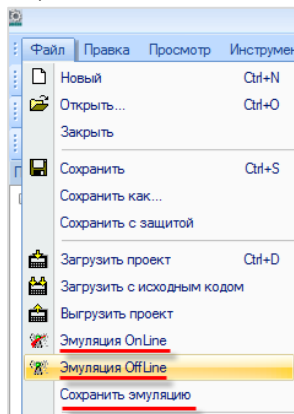 Файл Правка Просмотр Инструмен
Новый Ctrl+N
Открыть... Ctrl+O
Закрыть
Сохранить Ctrl+S
Сохранить как...
Сохранить с защитой
Загрузить проект Ctrl+D
Загрузить с исходным кодом
Выгрузить проект
Эмуляция OnLine
Эмуляция OffLine
Сохранить эмуляцию